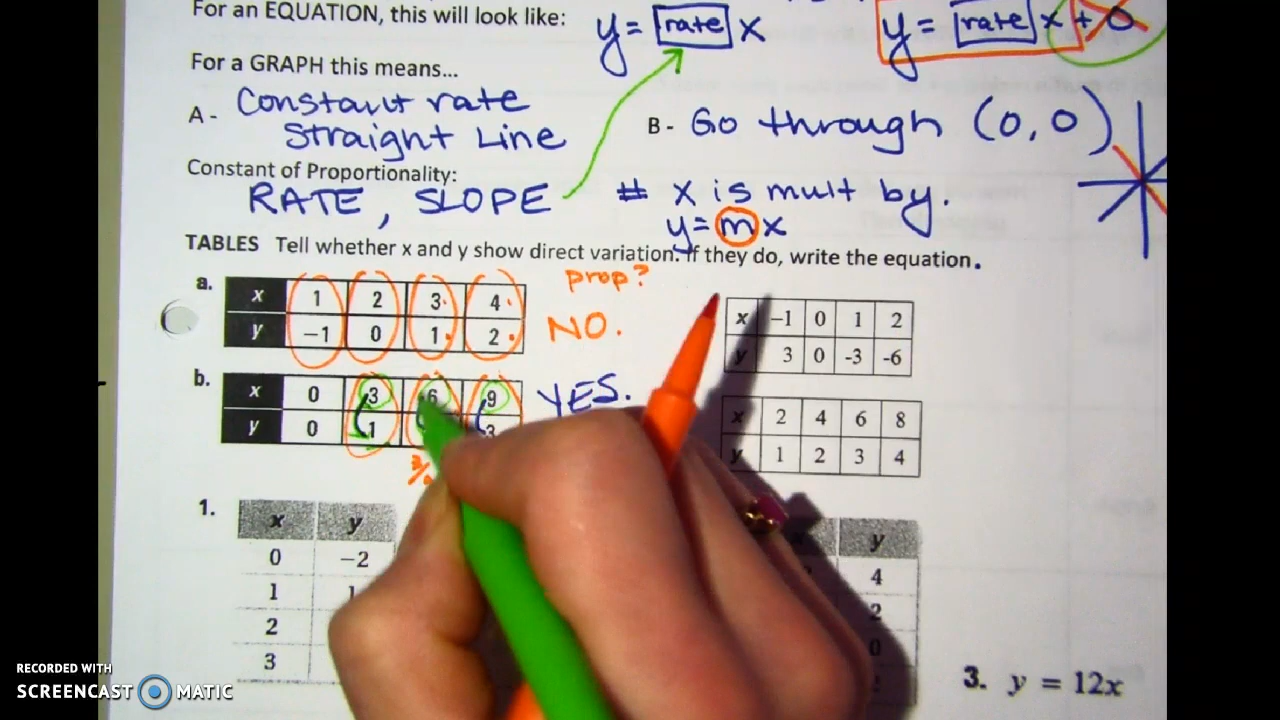 For an EQUATION, this will look like: y = rate x y = rate x + 0
For a GRAPH this means...
A - Constant rate
Straight Line
B - Go through (0,0)
Constant of Proportionality:
RATE, SLOPE # x is mult by.
y = m x
TABLES Tell whether x and y show direct variation. If they do, write the equation.
a.
x 1 2 3 4
y −1 0 1 2
prop?
NO.
x −1 0 1 2
y 3 0 -3 -6
b.
x 0 3 6 9
y 0 1 3
YES.
x 2 4 6 8
y 1 2 3 4
1.
x y
0 −2
1 1
2
3
y
4
2
0
3. y = 12x
RECORDED WITH
SCREENCAST MATIC